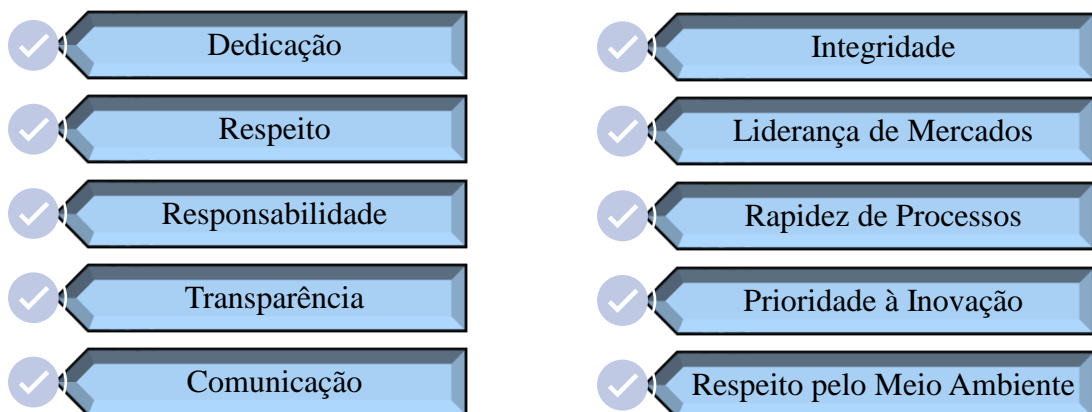 Dedicação
Respeito
Responsabilidade
Transparência
Comunicação
Integridade
Liderança de Mercados
Rapidez de Processos
Prioridade à Inovação
Respeito pelo Meio Ambiente